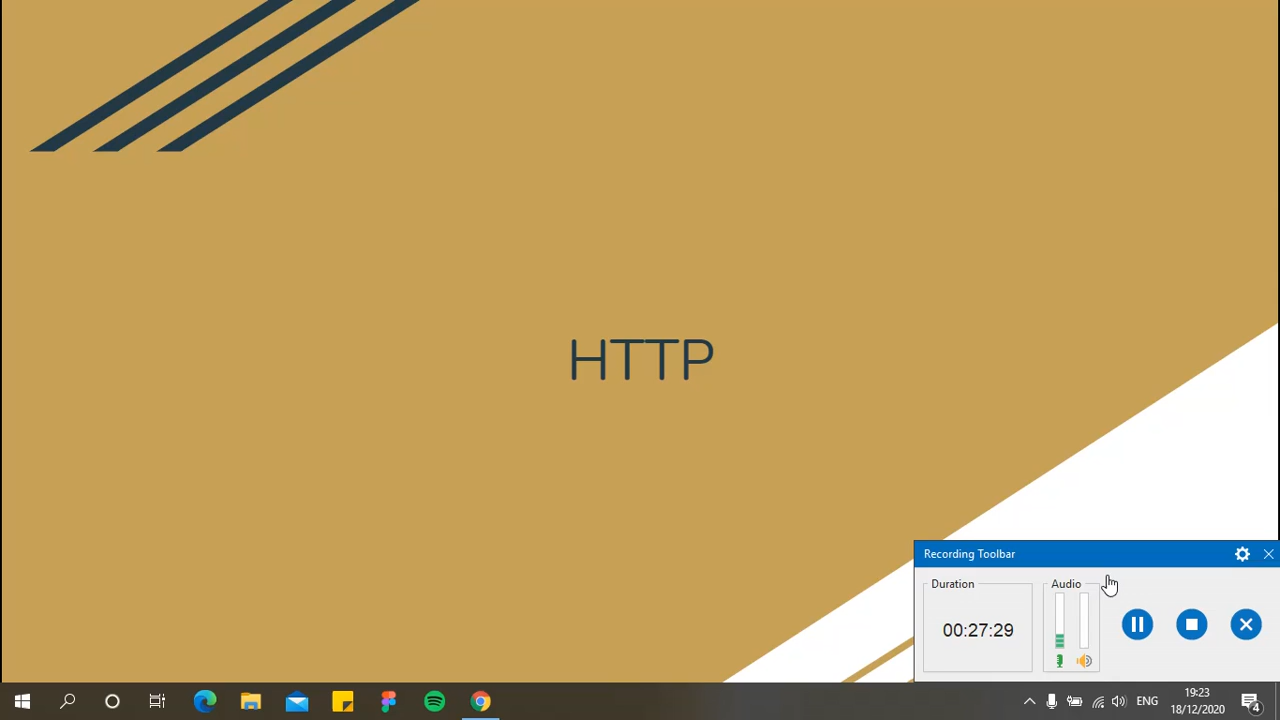 HTTP
Recording Toolbar
Duration
Audio
00:27:29
ENG
19:23
18/12/2020
4